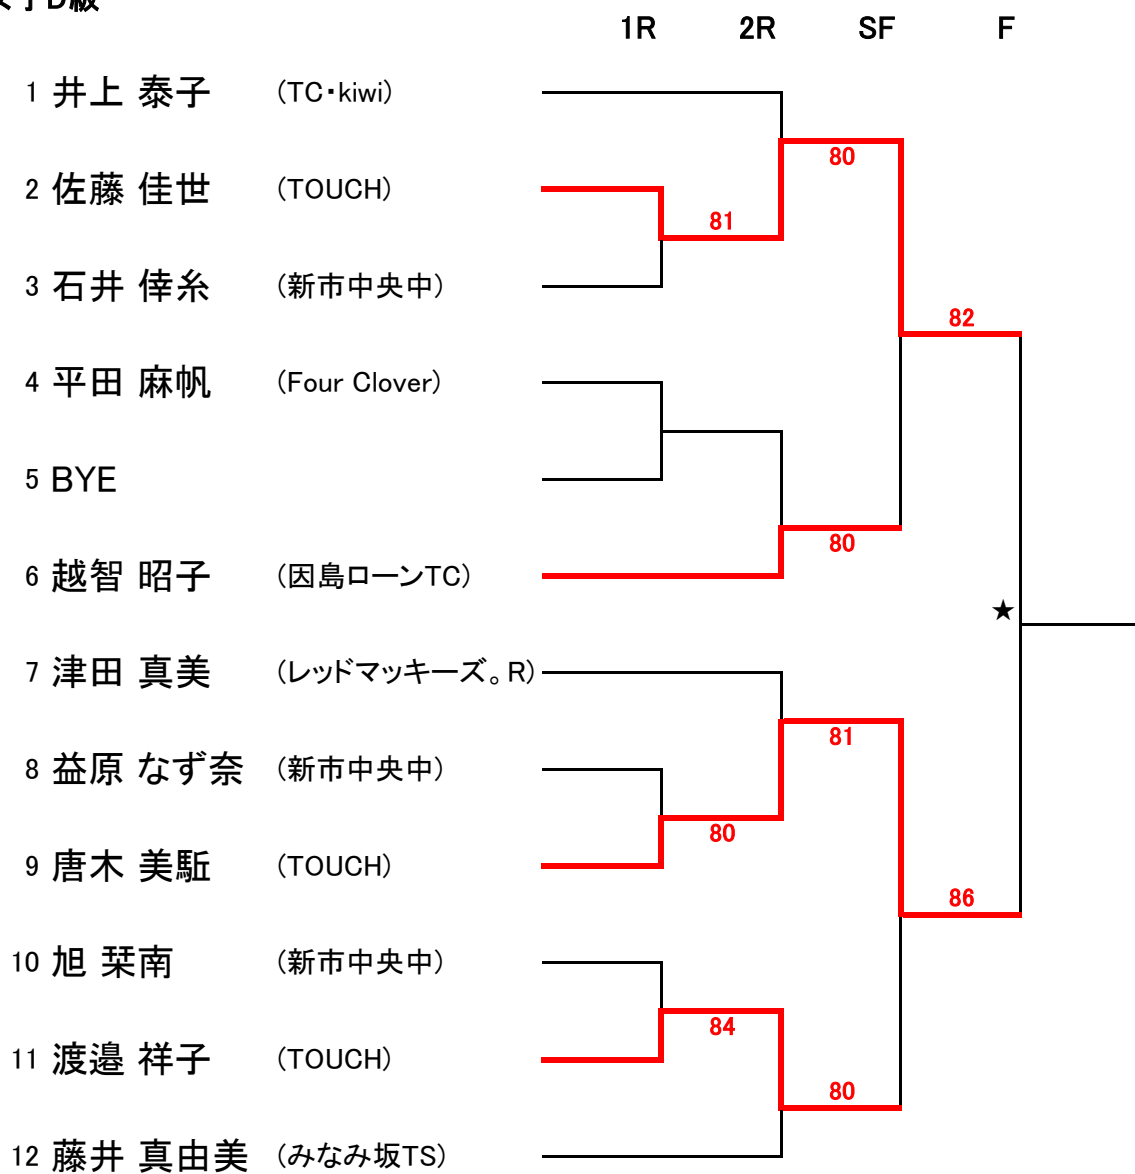 女子D級
1R 2R SF F
1 井上 泰子 (TC・kiwi)
80
2 佐藤 佳世 (TOUCH)
81
3 石井 倖糸 (新市中央中)
82
4 平田 麻帆 (Four Clover)
5 BYE
80
6 越智 昭子 (因島ローンTC)
★
7 津田 真美 (レッドマッキーズ。R)
81
8 益原 なず奈 (新市中央中)
80
9 唐木 美駈 (TOUCH)
86
10 旭 栞南 (新市中央中)
84
11 渡邉 祥子 (TOUCH)
80
12 藤井 真由美 (みなみ坂TS)